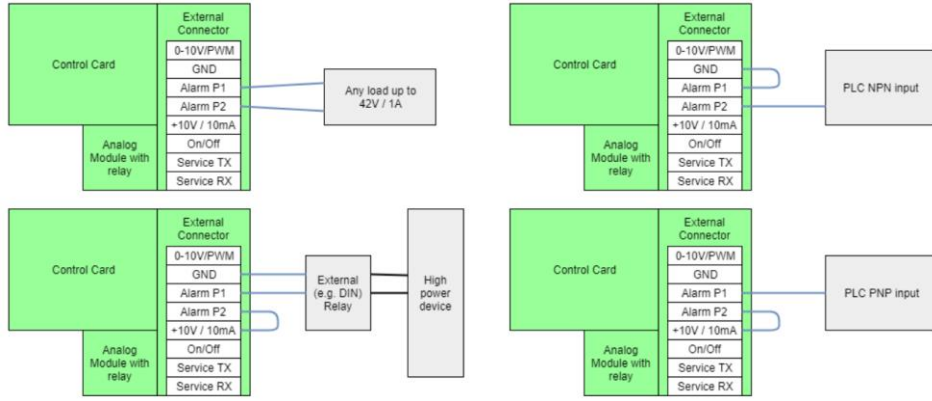 External
Connector
0-10V/PWM
Control Card
GND
Alarm P1
Alarm P2
+10V / 10mA
Analog
Module with
relay
On/Off
Service TX
Service RX
Any load up to
42V / 1A
External
Connector
0-10V/PWM
Control Card
GND
Alarm P1
Alarm P2
+10V / 10mA
Analog
Module with
relay
On/Off
Service TX
Service RX
PLC NPN input
External
Connector
0-10V/PWM
Control Card
GND
Alarm P1
Alarm P2
+10V / 10mA
Analog
Module with
relay
On/Off
Service TX
Service RX
External
(e.g. DIN)
Relay
High
power
device
External
Connector
0-10V/PWM
Control Card
GND
Alarm P1
Alarm P2
+10V / 10mA
Analog
Module with
relay
On/Off
Service TX
Service RX
PLC PNP input